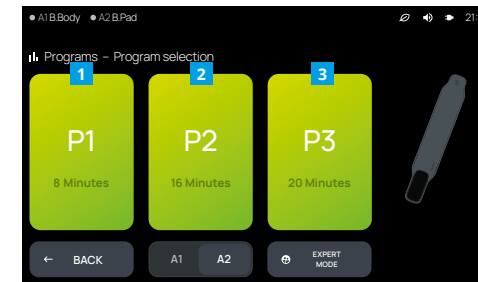 A1 B.Body A2 B.Pad 21:
Programs – Program selection
1 2 3
P1 P2 P3
8 Minutes 16 Minutes 20 Minutes
← BACK A1 A2 EXPERT
MODE